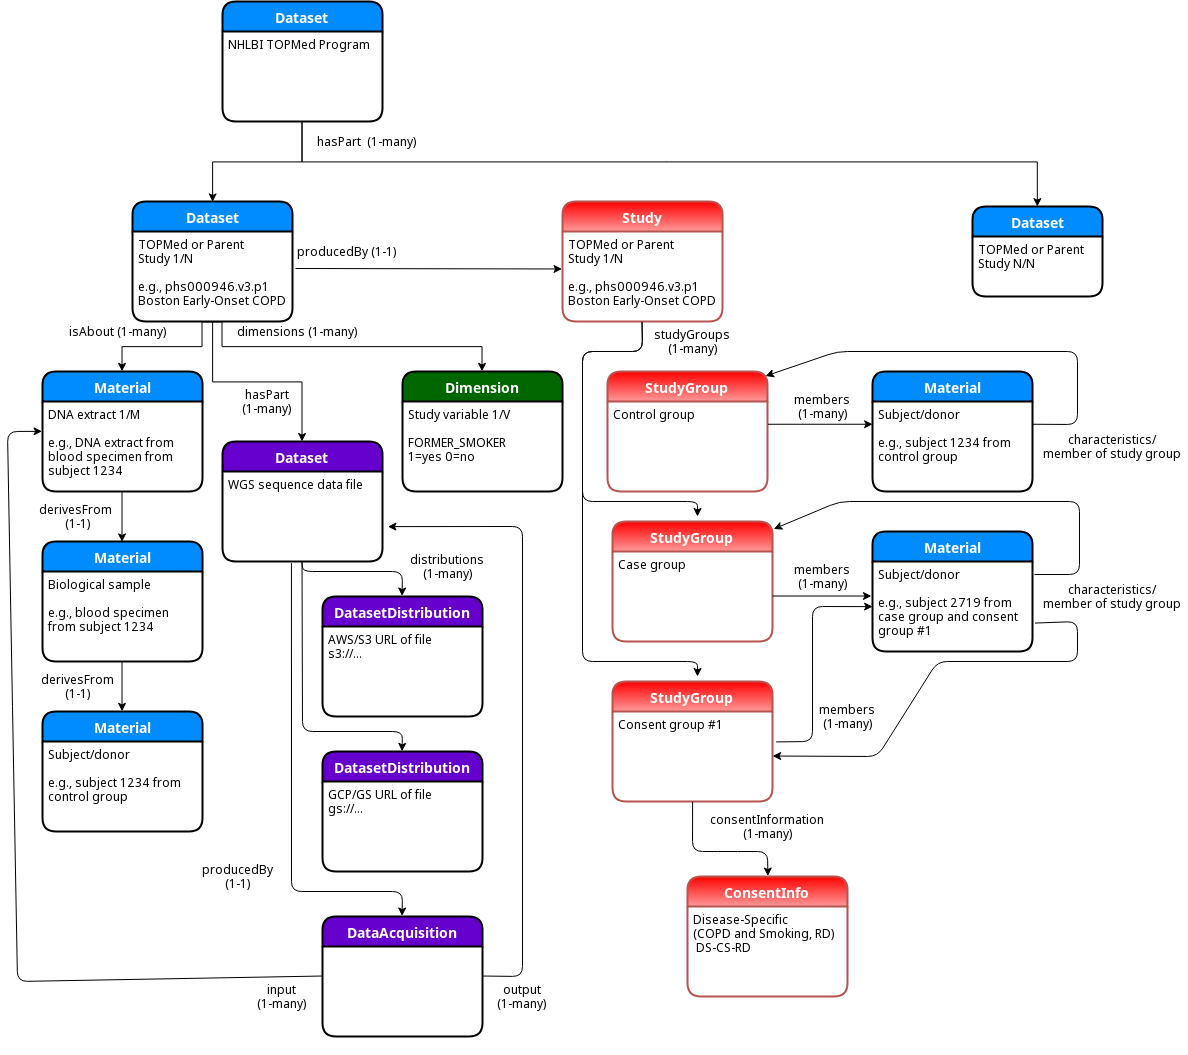 Dataset
NHLBI TOPMed Program
hasPart (1-many)
Dataset
TOPMed or Parent
Study 1/N
e.g., phs000946.v3.p1
Boston Early-Onset COPD
producedBy (1-1)
Study
TOPMed or Parent
Study 1/N
e.g., phs000946.v3.p1
Boston Early-Onset COPD
Dataset
TOPMed or Parent
Study N/N
isAbout (1-many)
dimensions (1-many)
studyGroups
(1-many)
Material
DNA extract 1/M
e.g., DNA extract from
blood specimen from
subject 1234
hasPart
(1-many)
Dimension
Study variable 1/V
FORMER_SMOKER
1=yes 0=no
StudyGroup
Control group
members
(1-many)
Material
Subject/donor
e.g., subject 1234 from
control group
characteristics/
member of study group
Dataset
WGS sequence data file
derivesFrom
(1-1)
Material
Biological sample
e.g., blood specimen
from subject 1234
distributions
(1-many)
StudyGroup
Case group
members
(1-many)
Material
Subject/donor
e.g., subject 2719 from
case group and consent
group #1
characteristics/
member of study group
DatasetDistribution
AWS/S3 URL of file
s3://...
derivesFrom
(1-1)
Material
Subject/donor
e.g., subject 1234 from
control group
StudyGroup
Consent group #1
members
(1-many)
DatasetDistribution
GCP/GS URL of file
gs://...
consentInformation
(1-many)
producedBy
(1-1)
ConsentInfo
Disease-Specific
(COPD and Smoking, RD)
DS-CS-RD
DataAcquisition
input
(1-many)
output
(1-many)